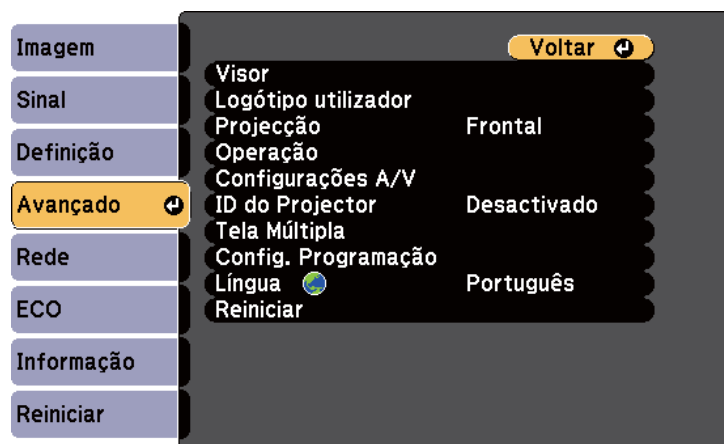 Imagem
Sinal
Definição
Avançado
Rede
ECO
Informação
Reiniciar
Voltar
Visor
Logótipo utilizador
Projecção Frontal
Operação
Configurações A/V
ID do Projector Desactivado
Tela Múltipla
Config. Programação
Língua Português
Reiniciar